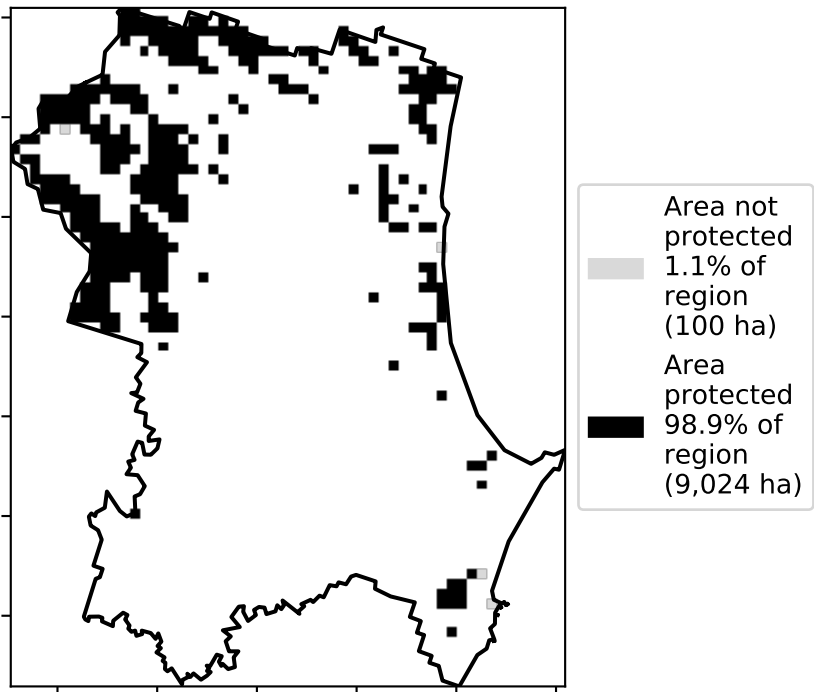 Area not
protected
1.1% of
region
(100 ha)
Area
protected
98.9% of
region
(9,024 ha)